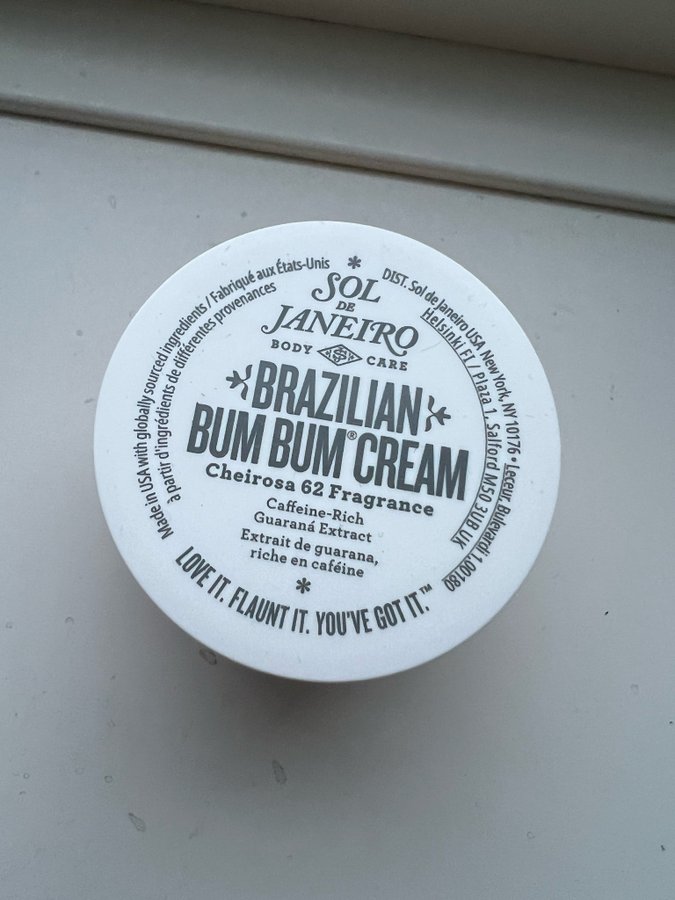 SOL
DE
JANEIRO
BODY CARE
BRAZILIAN
BUM BUM® CREAM
Cheirosa 62 Fragrance
Caffeine-Rich
Guaraná Extract
Extrait de guarana,
riche en caféine
LOVE IT. FLAUNT IT. YOU'VE GOT IT.™
Made in USA with globally sourced ingredients / Fabriqué aux États-Unis
à partir d'ingrédients de différentes provenances
DIST. Sol de Janeiro USA New York, NY 10176 • Leceur, Bulevardi 1, 00180
Helsinki FI / Plaza 1, Salford M50 3UB UK